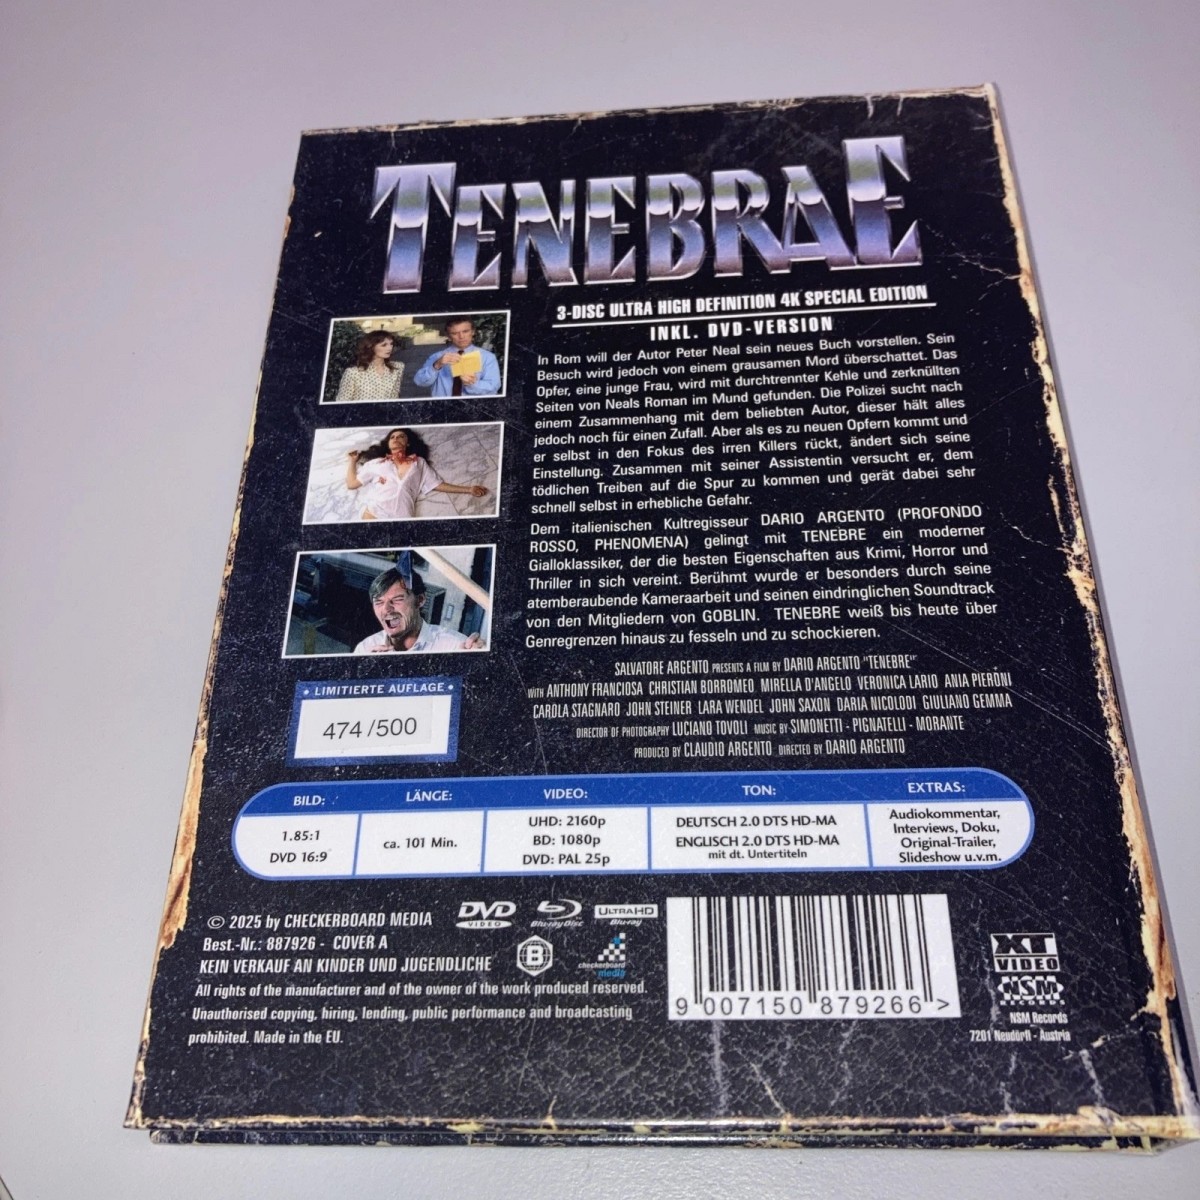 TENEBRAE
3-DISC ULTRA HIGH DEFINITION 4K SPECIAL EDITION
INKL. DVD-VERSION
In Rom will der Autor Peter Neal sein neues Buch vorstellen. Sein
Besuch wird jedoch von einem grausamen Mord überschattet. Das
Opfer, eine junge Frau, wird mit durchtrennter Kehle und zerknüllten
Seiten von Neals Roman im Mund gefunden. Die Polizei sucht nach
einem Zusammenhang mit dem beliebten Autor, dieser hält alles
jedoch noch für einen Zufall. Aber als es zu neuen Opfern kommt und
er selbst in den Fokus des irren Killers rückt, ändert sich seine
Einstellung. Zusammen mit seiner Assistentin versucht er, dem
tödlichen Treiben auf die Spur zu kommen und gerät dabei sehr
schnell selbst in erhebliche Gefahr.
Dem italienischen Kultregisseur DARIO ARGENTO (PROFONDO
ROSSO, PHENOMENA) gelingt mit TENEBRE ein moderner
Gialloklassiker, der die besten Eigenschaften aus Krimi, Horror und
Thriller in sich vereint. Berühmt wurde er besonders durch seine
atemberaubende Kameraarbeit und seinen eindringlichen Soundtrack
von den Mitgliedern von GOBLIN. TENEBRE weiß bis heute über
Genregrenzen hinaus zu fesseln und zu schockieren.
SALVATORE ARGENTO PRESENTS A FILM BY DARIO ARGENTO "TENEBRE"
WITH ANTHONY FRANCIOSA CHRISTIAN BORROMEO MIRELLA D'ANGELO VERONICA LARIO ANIA PIERONI
CAROLA STAGNARO JOHN STEINER LARA WENDEL JOHN SAXON DARIA NICOLODI GIULIANO GEMMA
DIRECTOR OF PHOTOGRAPHY LUCIANO TOVOLI MUSIC BY SIMONETTI - PIGNATELLI - MORANTE
PRODUCED BY CLAUDIO ARGENTO DIRECTED BY DARIO ARGENTO
• LIMITIERTE AUFLAGE •
474/500
BILD: LÄNGE: VIDEO: TON: EXTRAS:
1.85:1
DVD 16:9
ca. 101 Min.
UHD: 2160p
BD: 1080p
DVD: PAL 25p
DEUTSCH 2.0 DTS HD-MA
ENGLISCH 2.0 DTS HD-MA
mit dt. Untertiteln
Audiokommentar,
Interviews, Doku,
Original-Trailer,
Slideshow u.v.m.
© 2025 by CHECKERBOARD MEDIA
Best.-Nr.: 887926 - COVER A
KEIN VERKAUF AN KINDER UND JUGENDLICHE
All rights of the manufacturer and of the owner of the work produced reserved.
Unauthorised copying, hiring, lending, public performance and broadcasting
prohibited. Made in the EU.
DVD
VIDEO
Blu-ray Disc
ULTRA HD
Blu-ray
B
checkerboard
media
9 007150 879266 >
XT
VIDEO
NSM
RECORDS
NSM Records
7201 Neudörfl - Austria